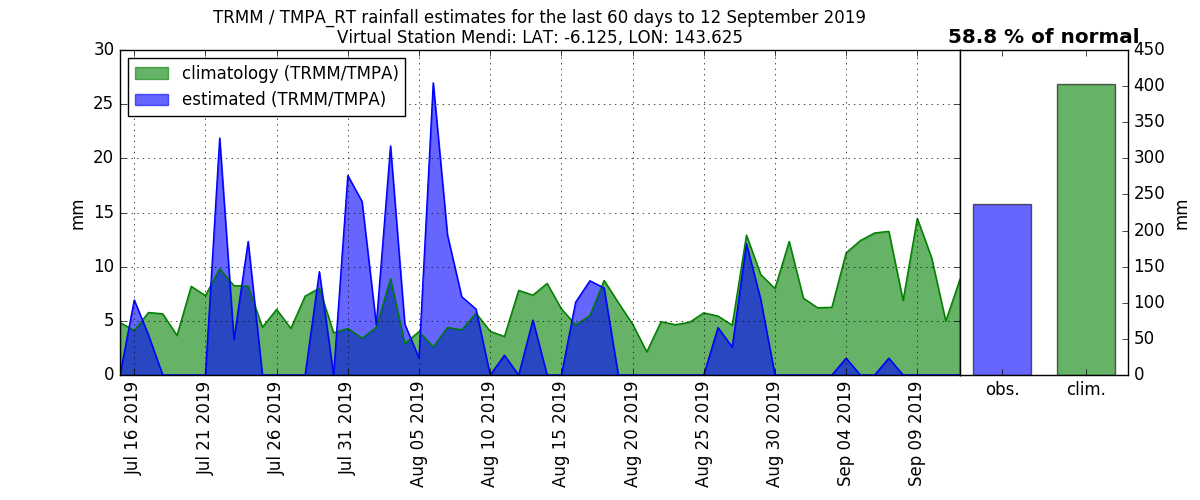 TRMM / TMPA_RT rainfall estimates for the last 60 days to 12 September 2019
Virtual Station Mendi: LAT: -6.125, LON: 143.625
58.8 % of normal
climatology (TRMM/TMPA)
estimated (TRMM/TMPA)
mm
30
25
20
15
10
5
0
Jul 16 2019
Jul 21 2019
Jul 26 2019
Jul 31 2019
Aug 05 2019
Aug 10 2019
Aug 15 2019
Aug 20 2019
Aug 25 2019
Aug 30 2019
Sep 04 2019
Sep 09 2019
obs.
clim.
450
400
350
300
250
200
150
100
50
0
mm